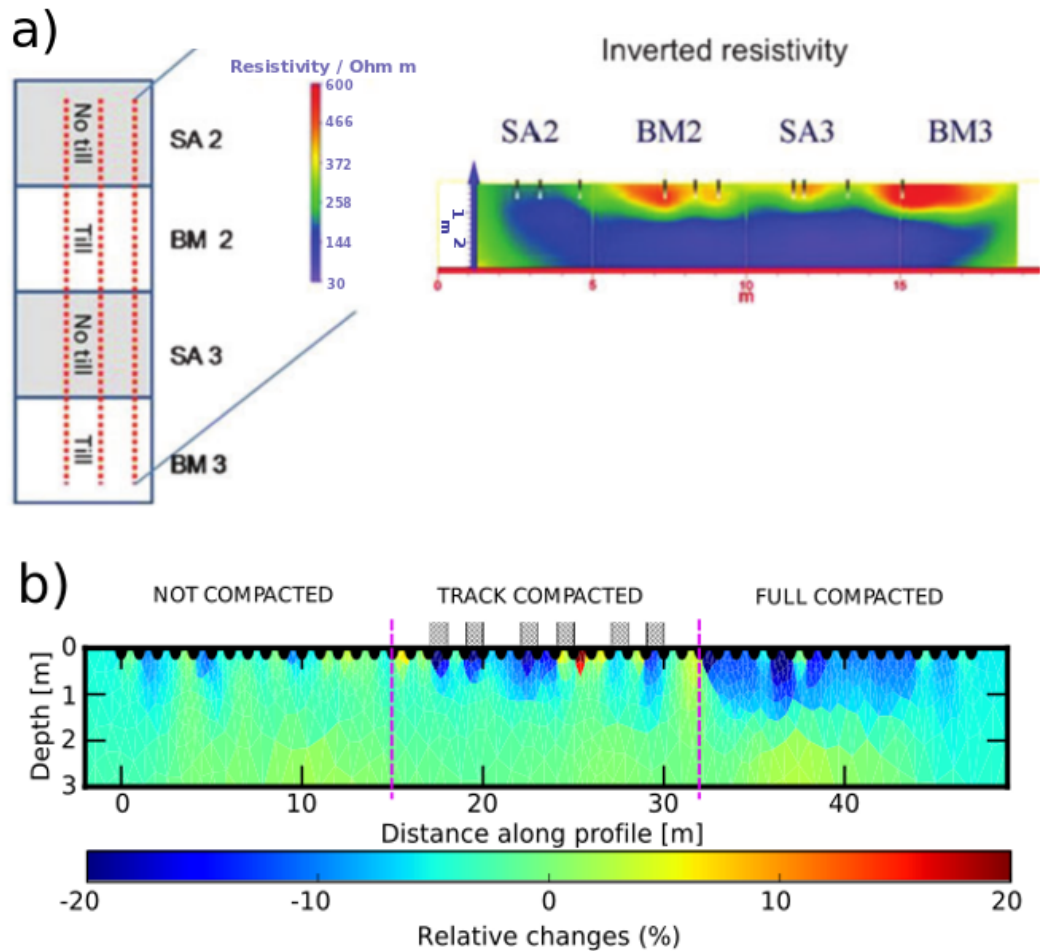 a)
No till
Till
No till
Till
SA 2
BM 2
SA 3
BM 3
Resistivity / Ohm m
600
466
372
258
144
30
Inverted resistivity
SA2 BM2 SA3 BM3
1
m 2
0 5 10 15
m
b)
NOT COMPACTED TRACK COMPACTED FULL COMPACTED
Depth [m]
0
1
2
3
0 10 20 30 40
Distance along profile [m]
-20 -10 0 10 20
Relative changes (%)